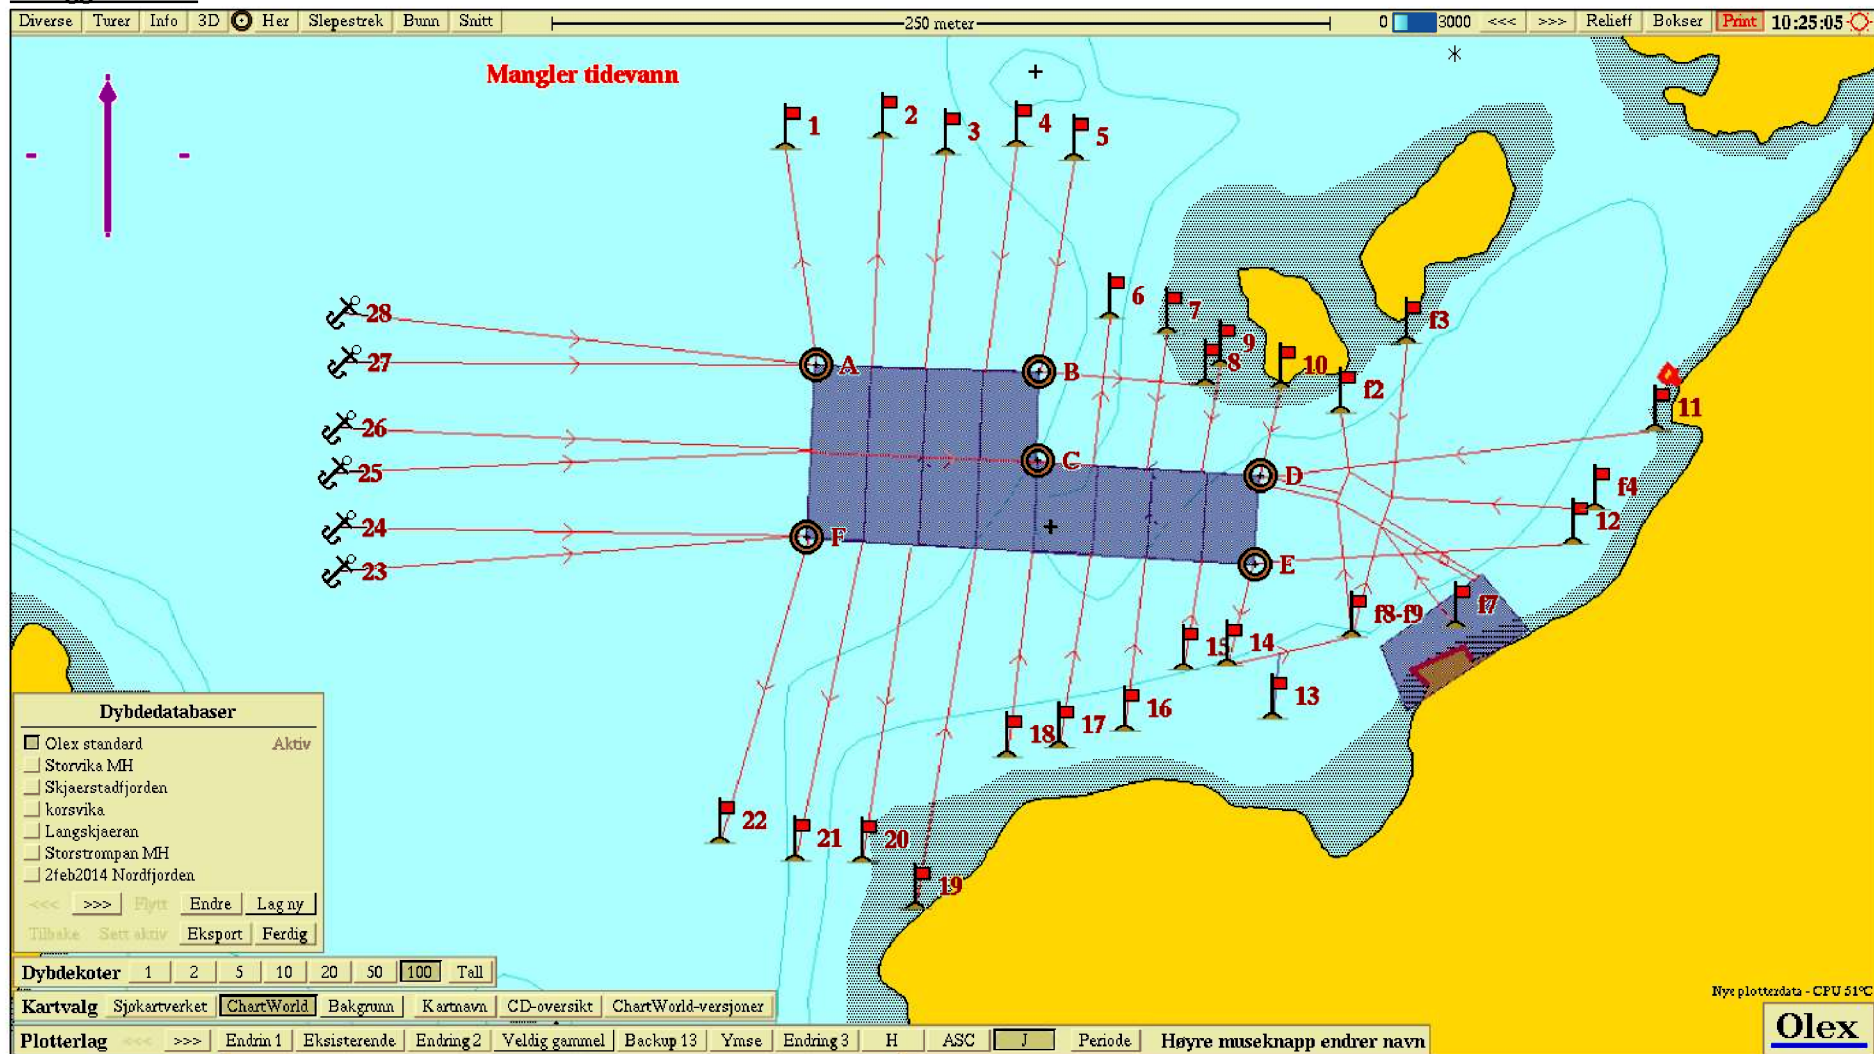 Diverse Turer Info 3D Her Slepestrek Bunn Snitt 250 meter 0 3000 <<< >>> Relieff Bokser Print 10:25:05
Mangler tidevann
1 2 3 4 5
6 7 f3
28
9
27 A B 8 10 f2
11
26
C
25 D f4
24 F 12
23 E
f8-f9 f7
15 14
13
18 17 16
22 21 20
19
Dybdedatabaser
Olex standard Aktiv
Storvika MH
Skjaerstadfjorden
korsvika
Langskjaeran
Storstrompan MH
2feb2014 Nordfjorden
<<< >>> Flytt Endre Lag ny
Tilbake Sett aktiv Eksport Ferdig
Dybdekoter 1 2 5 10 20 50 100 Tall
Nye plotterdata - CPU 51°C
Kartvalg Sjøkartverket ChartWorld Bakgrunn Kartnavn CD-oversikt ChartWorld-versjoner
Plotterlag <<< >>> Endrin 1 Eksisterende Endring 2 Veldig gammel Backup 13 Ymse Endring 3 H ASC J Periode Høyre museknapp endrer navn
Olex